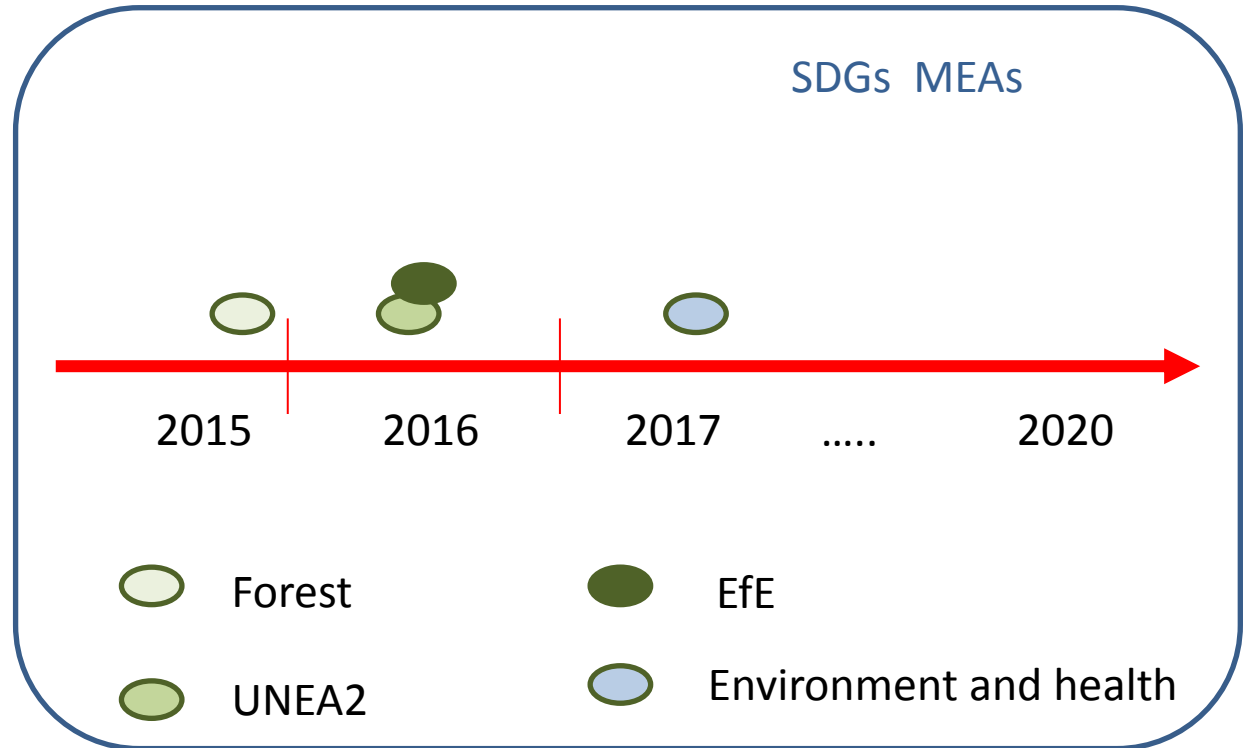 SDGs MEAs
2015 2016 2017 ..... 2020
Forest EfE
UNEA2 Environment and health